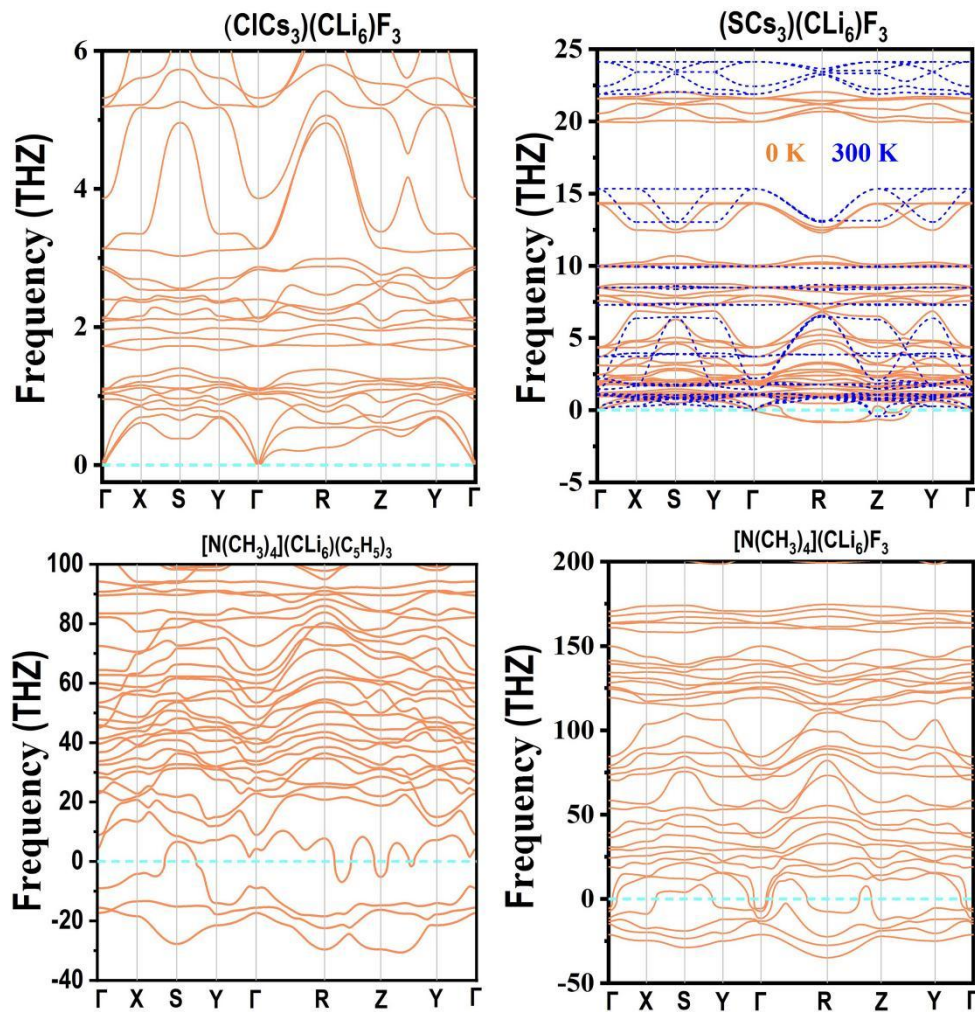 (ClCs₃)(CLi₆)F₃
Frequency (THZ)
6
4
2
0
Γ X S Y Γ R Z Y Γ
(SCs₃)(CLi₆)F₃
Frequency (THZ)
25
20
15
10
5
0
-5
0 K 300 K
Γ X S Y Γ R Z Y Γ
[N(CH₃)₄](CLi₆)(C₅H₅)₃
Frequency (THZ)
100
80
60
40
20
0
-20
-40
Γ X S Y Γ R Z Y Γ
[N(CH₃)₄](CLi₆)F₃
Frequency (THZ)
200
150
100
50
0
-50
Γ X S Y Γ R Z Y Γ